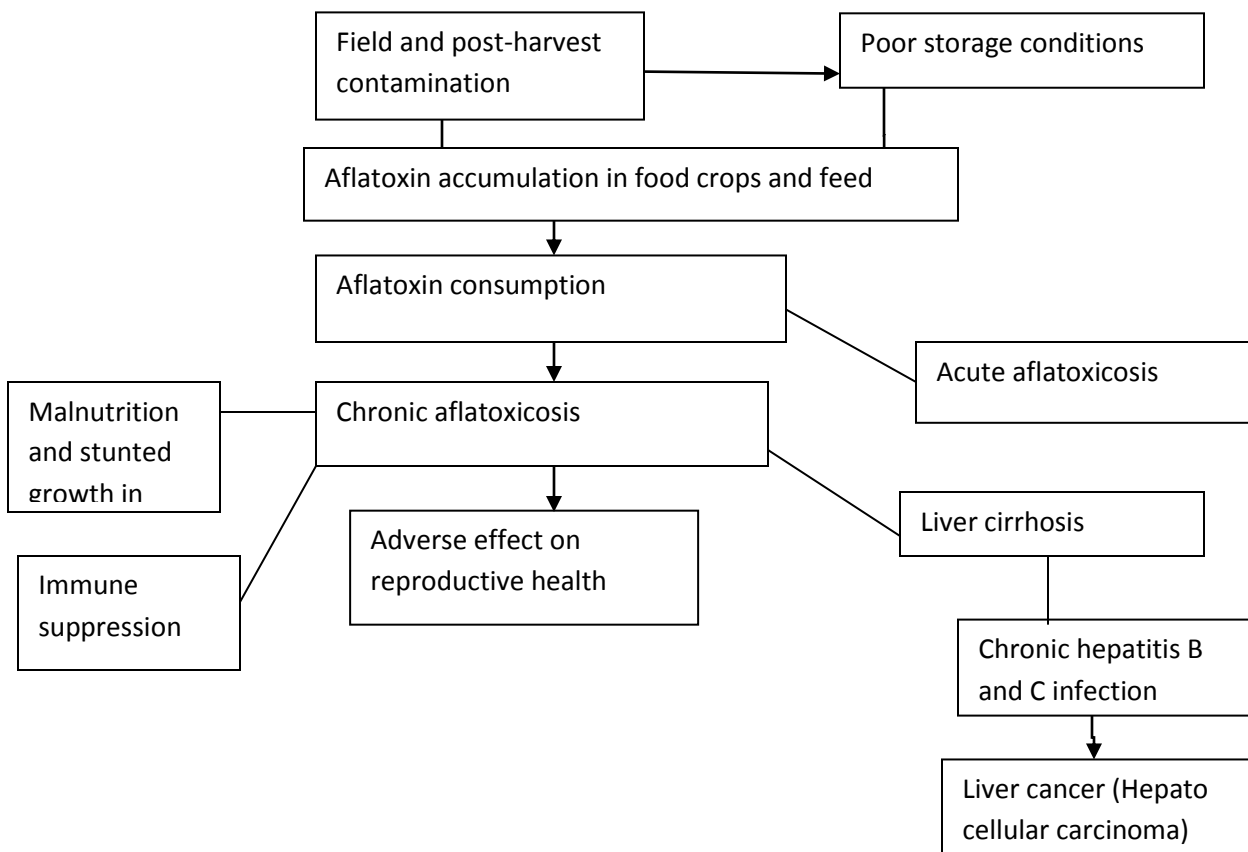 Field and post-harvest
contamination
Poor storage conditions
Aflatoxin accumulation in food crops and feed
Aflatoxin consumption
Acute aflatoxicosis
Malnutrition
and stunted
growth in
Chronic aflatoxicosis
Liver cirrhosis
Adverse effect on
reproductive health
Immune
suppression
Chronic hepatitis B
and C infection
Liver cancer (Hepato
cellular carcinoma)